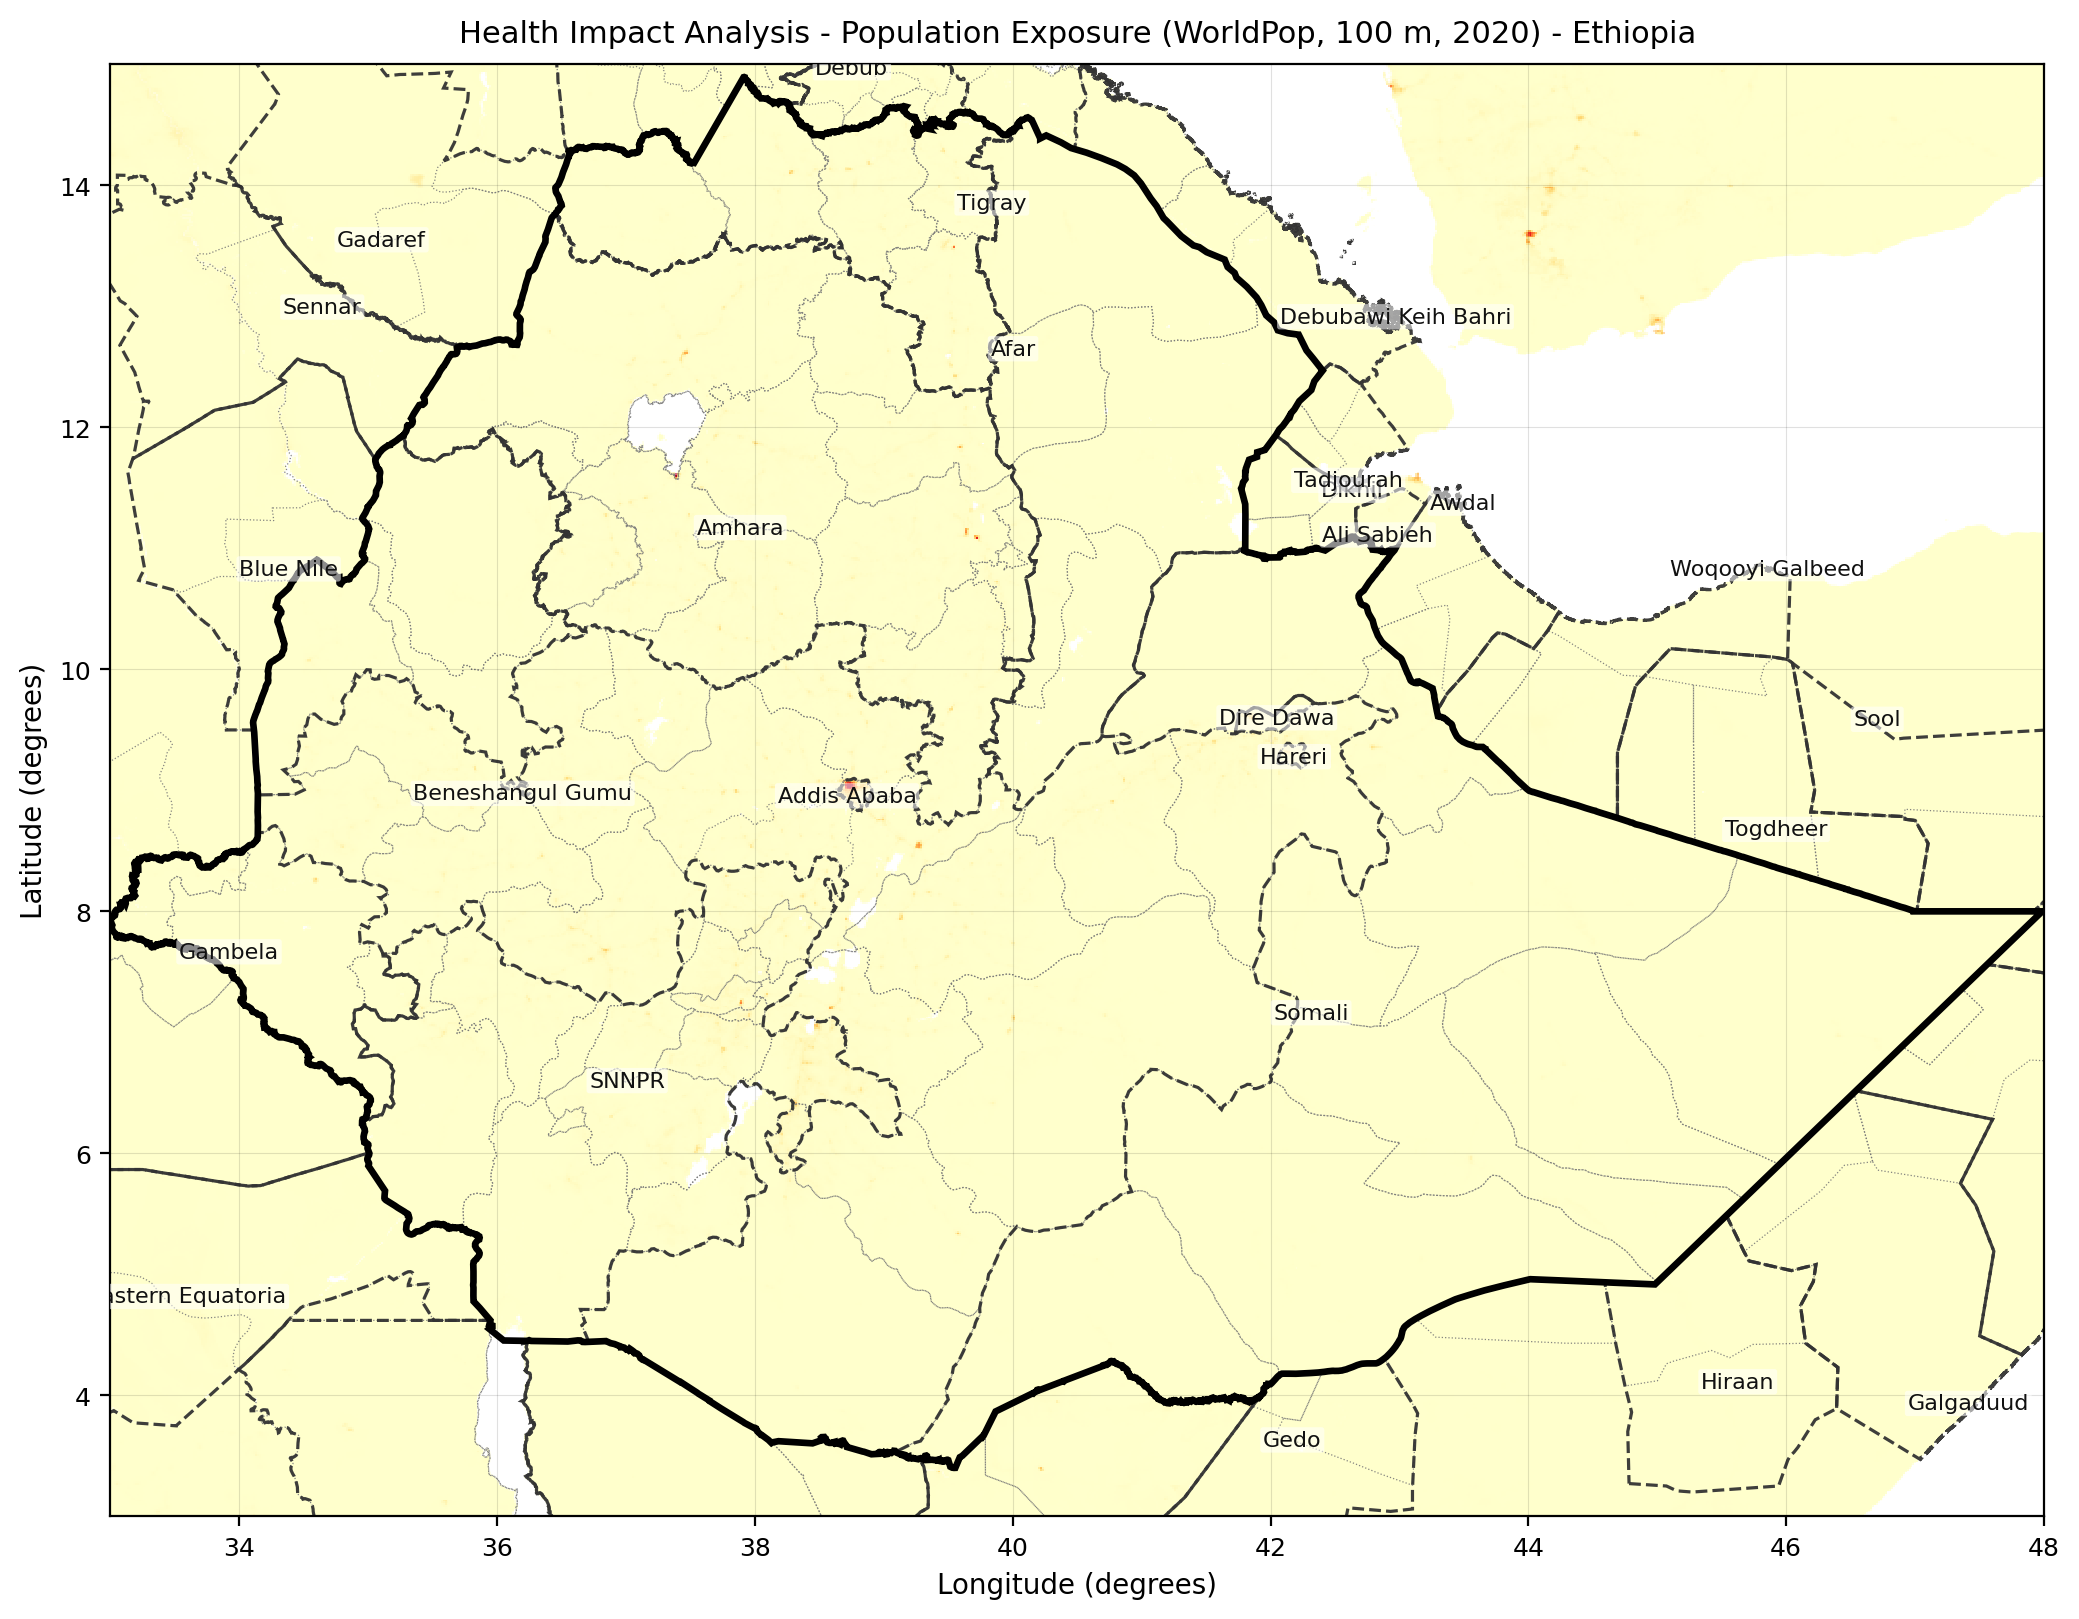 Health Impact Analysis - Population Exposure (WorldPop, 100 m, 2020) - Ethiopia
Debub
14
Tigray
Gadaref
Sennar
Debubawi Keih Bahri
Afar
12
Tadjourah
Dikhil
Awdal
Amhara
Ali Sabieh
Blue Nile
Woqooyi Galbeed
10
Dire Dawa
Sool
Hareri
Beneshangul Gumu
Addis Ababa
Togdheer
8
Gambela
Somali
SNNPR
6
stern Equatoria
4
Hiraan
Galgaduud
Gedo
34
36
38
40
42
44
46
48
Longitude (degrees)
Latitude (degrees)